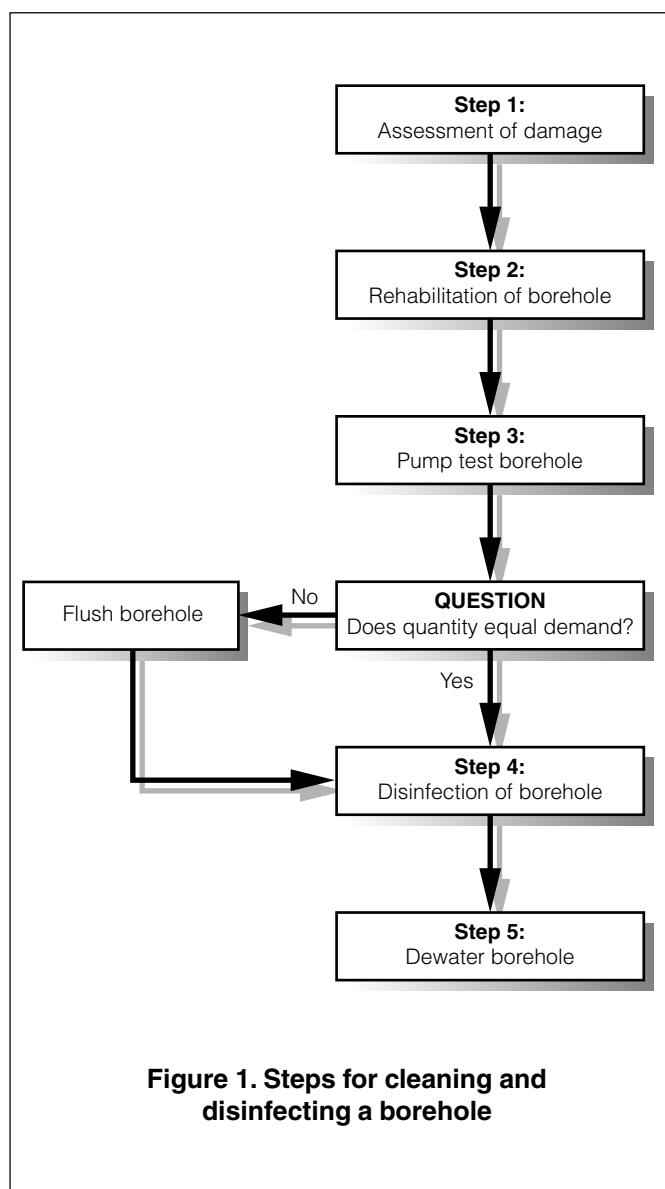 Step 1:
Assessment of damage
Step 2:
Rehabilitation of borehole
Step 3:
Pump test borehole
QUESTION
Does quantity equal demand?
No
Flush borehole
Yes
Step 4:
Disinfection of borehole
Step 5:
Dewater borehole
Figure 1. Steps for cleaning and
disinfecting a borehole